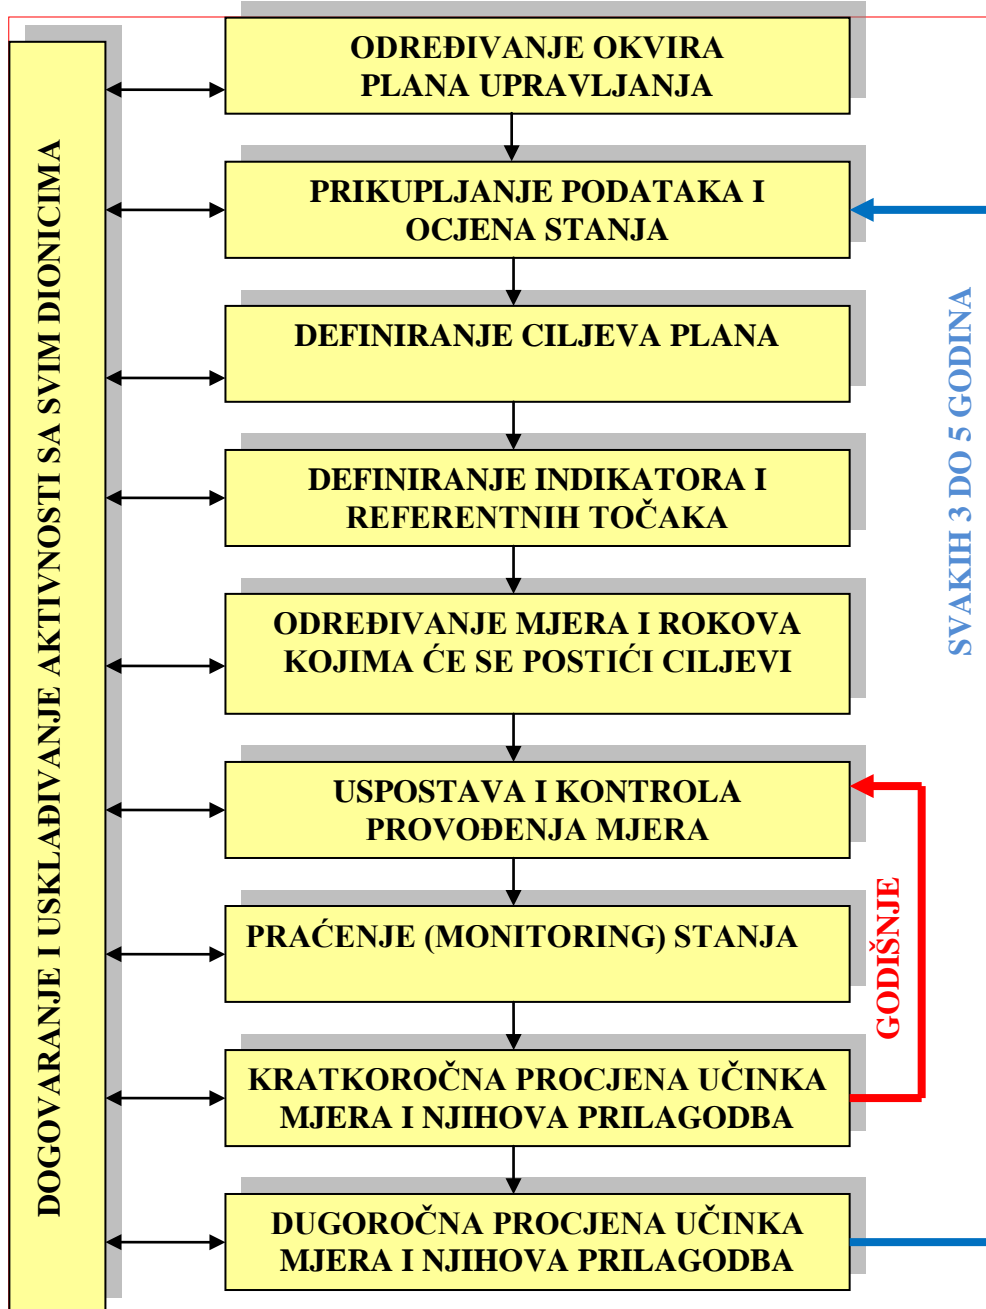 DOGOVARANJE I USKLAĐIVANJE AKTIVNOSTI SA SVIM DIONICIMA
ODREĐIVANJE OKVIRA
PLANA UPRAVLJANJA
PRIKUPLJANJE PODATAKA I
OCJENA STANJA
DEFINIRANJE CILJEVA PLANA
DEFINIRANJE INDIKATORA I
REFERENTNIH TOČAKA
ODREĐIVANJE MJERA I ROKOVA
KOJIMA ĆE SE POSTIĆI CILJEVI
USPOSTAVA I KONTROLA
PROVOĐENJA MJERA
PRAĆENJE (MONITORING) STANJA
KRATKOROČNA PROCJENA UČINKA
MJERA I NJIHOVA PRILAGODBA
DUGOROČNA PROCJENA UČINKA
MJERA I NJIHOVA PRILAGODBA
GODIŠNJE
SVAKIH 3 DO 5 GODINA